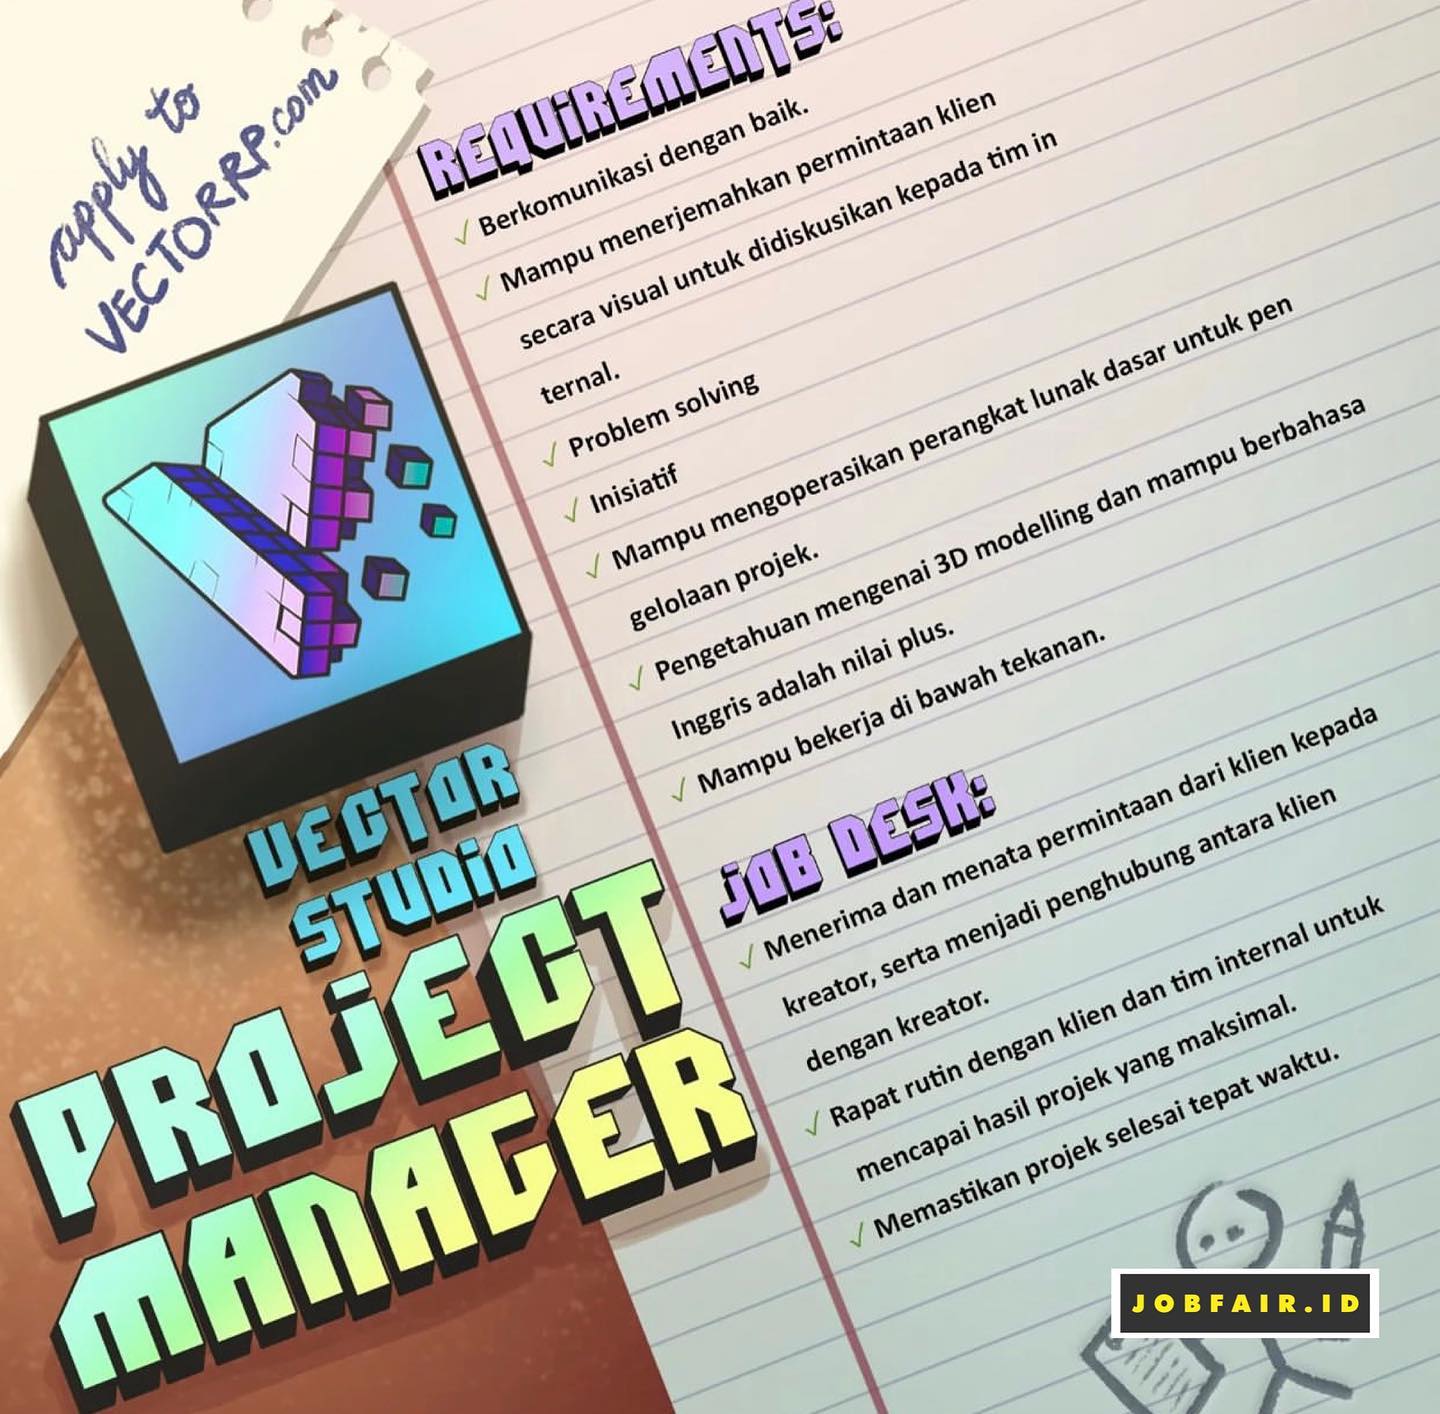 apply to
VECTORRP.com
REQUIREMENTS:
✓ Berkomunikasi dengan baik.
✓ Mampu menerjemahkan permintaan klien
secara visual untuk didiskusikan kepada tim in
ternal.
✓ Problem solving
✓ Inisiatif
✓ Mampu mengoperasikan perangkat lunak dasar untuk pen
gelolaan projek.
✓ Pengetahuan mengenai 3D modelling dan mampu berbahasa
Inggris adalah nilai plus.
✓ Mampu bekerja di bawah tekanan.
VECTOR
STUDIO
PROJECT
MANAGER
JOB DESK:
✓ Menerima dan menata permintaan dari klien kepada
kreator, serta menjadi penghubung antara klien
dengan kreator.
✓ Rapat rutin dengan klien dan tim internal untuk
mencapai hasil projek yang maksimal.
✓ Memastikan projek selesai tepat waktu.
JOBFAIR.ID